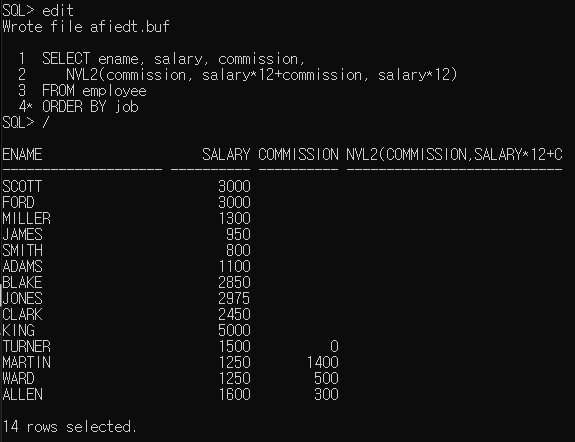 SQL> edit
Wrote file afiedt.buf
1 SELECT ename, salary, commission,
2 NVL2(commission, salary*12+commission, salary*12)
3 FROM employee
4* ORDER BY job
SQL> /
ENAME SALARY COMMISSION NVL2(COMMISSION,SALARY*12+C
-------------------- ---------- ---------- ---------------------------
SCOTT 3000
FORD 3000
MILLER 1300
JAMES 950
SMITH 800
ADAMS 1100
BLAKE 2850
JONES 2975
CLARK 2450
KING 5000
TURNER 1500 0
MARTIN 1250 1400
WARD 1250 500
ALLEN 1600 300
14 rows selected.